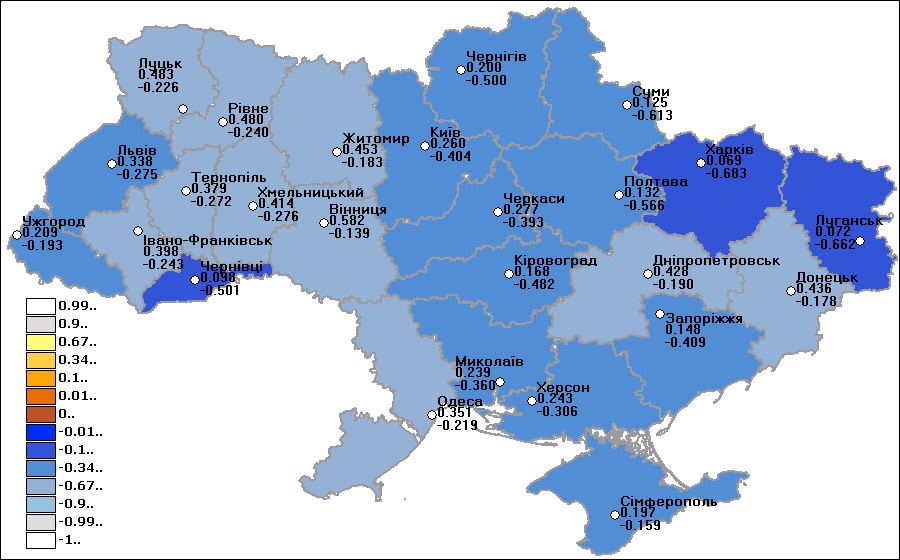 Чернігів
0.200
-0.500
Луцьк
0.483
-0.226
Суми
0.125
-0.613
Рівне
0.480
-0.240
Житомир
0.453
-0.183
Київ
0.260
-0.404
Харків
0.069
-0.683
Львів
0.338
-0.275
Тернопіль
0.379
-0.272
Хмельницький
0.414
-0.276
Вінниця
0.582
-0.139
Черкаси
0.277
-0.393
Полтава
0.132
-0.566
Ужгород
0.209
-0.193
Івано-Франківськ
0.398
-0.243
Луганськ
0.072
-0.662
Чернівці
0.098
-0.501
Кіровоград
0.168
-0.482
Дніпропетровськ
0.428
-0.190
Донецьк
0.436
-0.178
Запоріжжя
0.148
-0.409
Миколаїв
0.239
-0.360
Херсон
0.243
-0.306
Одеса
0.351
-0.219
Сімферополь
0.197
-0.159
0.99..
0.9..
0.67..
0.34..
0.1..
0.01..
0..
-0.01..
-0.1..
-0.34..
-0.67..
-0.9..
-0.99..
-1..